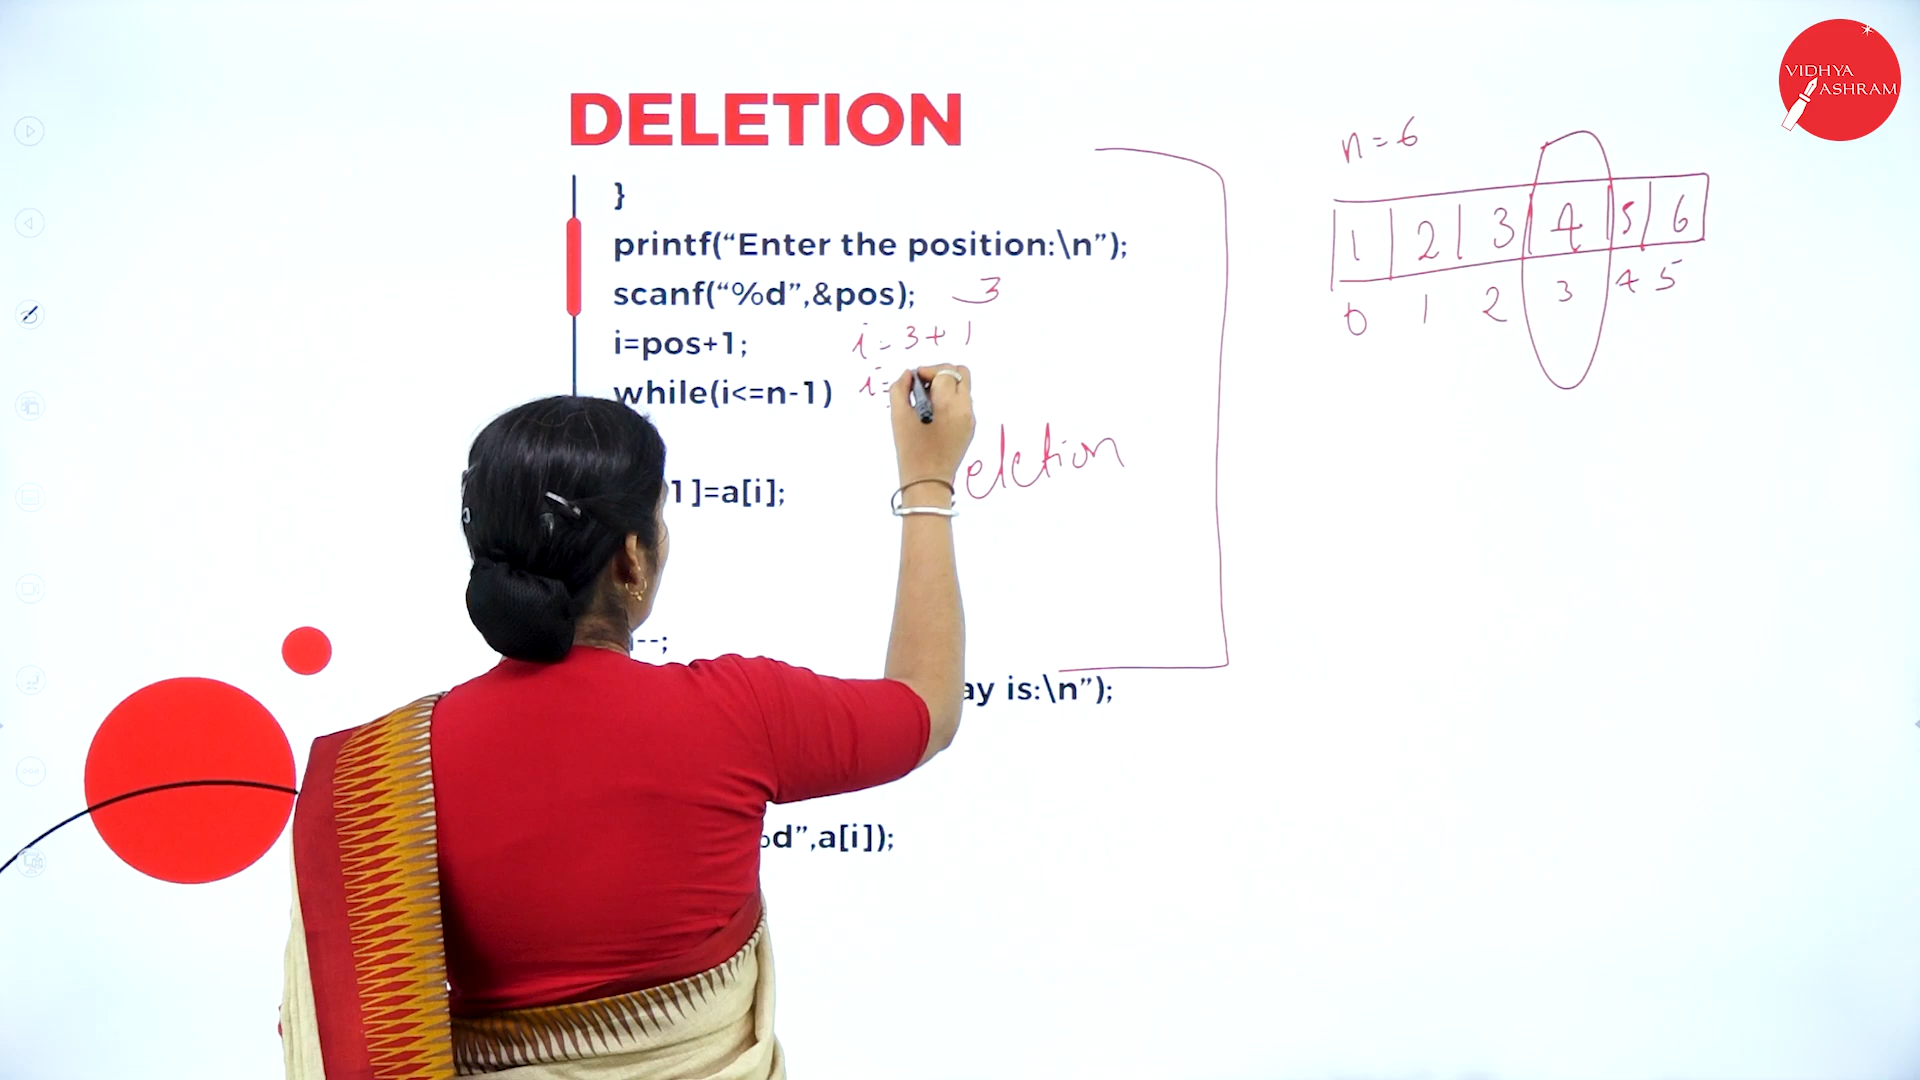 VIDHYA
ASHRAM
DELETION
}
printf(“Enter the position:\n”);
scanf(“%d”,&pos); 3
i=pos+1; i=3+1
while(i<=n-1) i=
eletion
1]=a[i];
--;
ay is:\n”);
d”,a[i]);
n=6
1 2 3 4 5 6
0 1 2 3 4 5